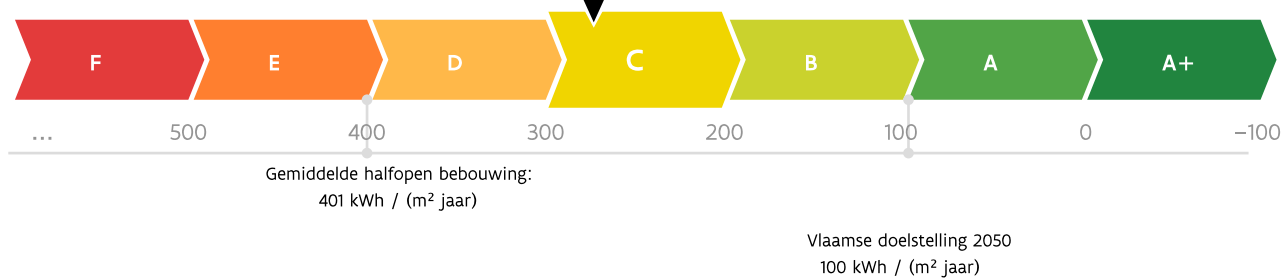 F E D C B A A+
... 500 400 300 200 100 0 −100
Gemiddelde halfopen bebouwing:
401 kWh / (m² jaar)
Vlaamse doelstelling 2050
100 kWh / (m² jaar)